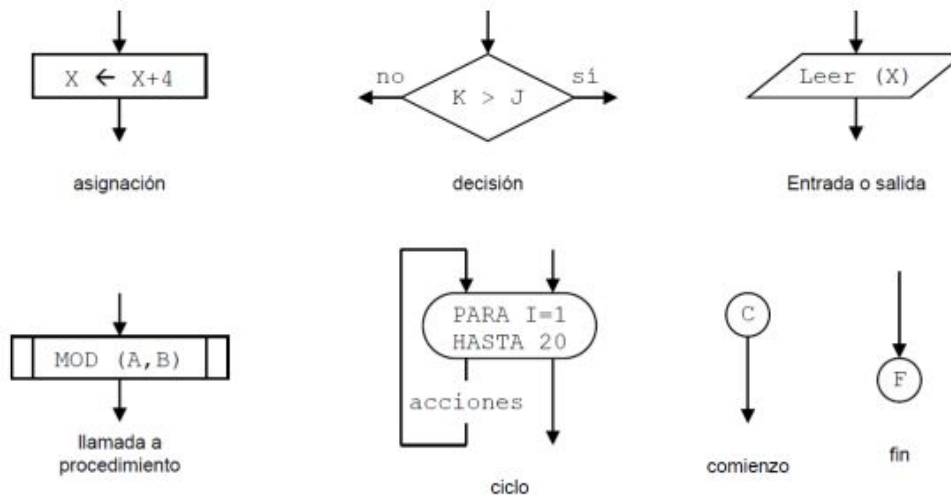 X ← X+4
asignación
no
sí
K > J
decisión
Leer (X)
Entrada o salida
MOD (A,B)
llamada a
procedimiento
PARA I=1
HASTA 20
acciones
ciclo
C
comienzo
F
fin